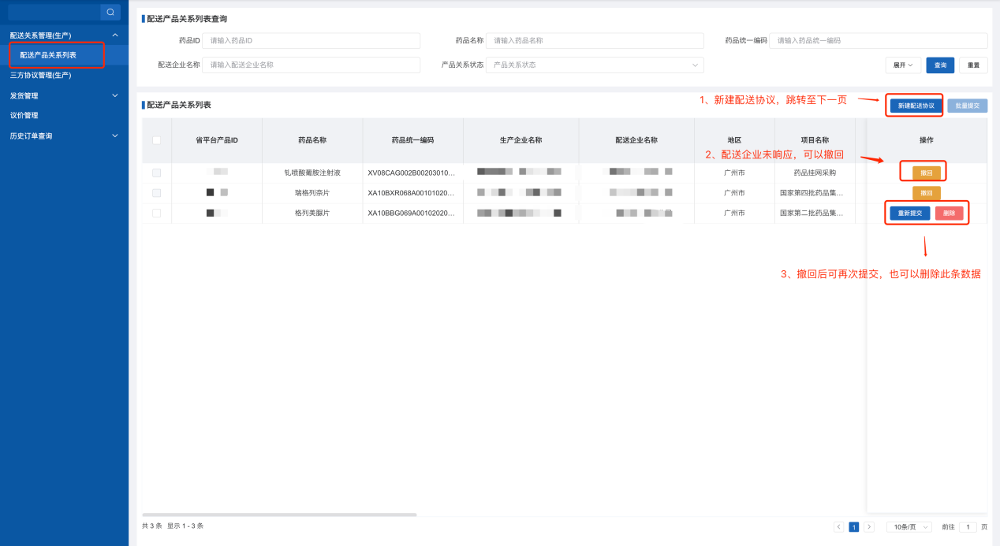 配送关系管理(生产)
配送产品关系列表
三方协议管理(生产)
发货管理
议价管理
历史订单查询
配送产品关系列表查询
药品ID 请输入药品ID 药品名称 请输入药品名称 药品统一编码 请输入药品统一编码
配送企业名称 请输入配送企业名称 产品关系状态 产品关系状态 展开 查询 重置
配送产品关系列表 1、新建配送协议，跳转至下一页 新建配送协议 批量提交
省平台产品ID 药品名称 药品统一编码 生产企业名称 配送企业名称 地区 项目名称 操作
2、配送企业未响应，可以撤回
钆喷酸葡胺注射液 XV08CAG002B00203010... 广州市 药品挂网采购 撤回
瑞格列奈片 XA10BXR068A00101020... 广州市 国家第四批药品集... 撤回
格列美脲片 XA10BBG069A00102020... 广州市 国家第二批药品集... 重新提交 删除
3、撤回后可再次提交，也可以删除此条数据
共 3 条 显示 1 - 3 条 1 10条/页 前往 1 页